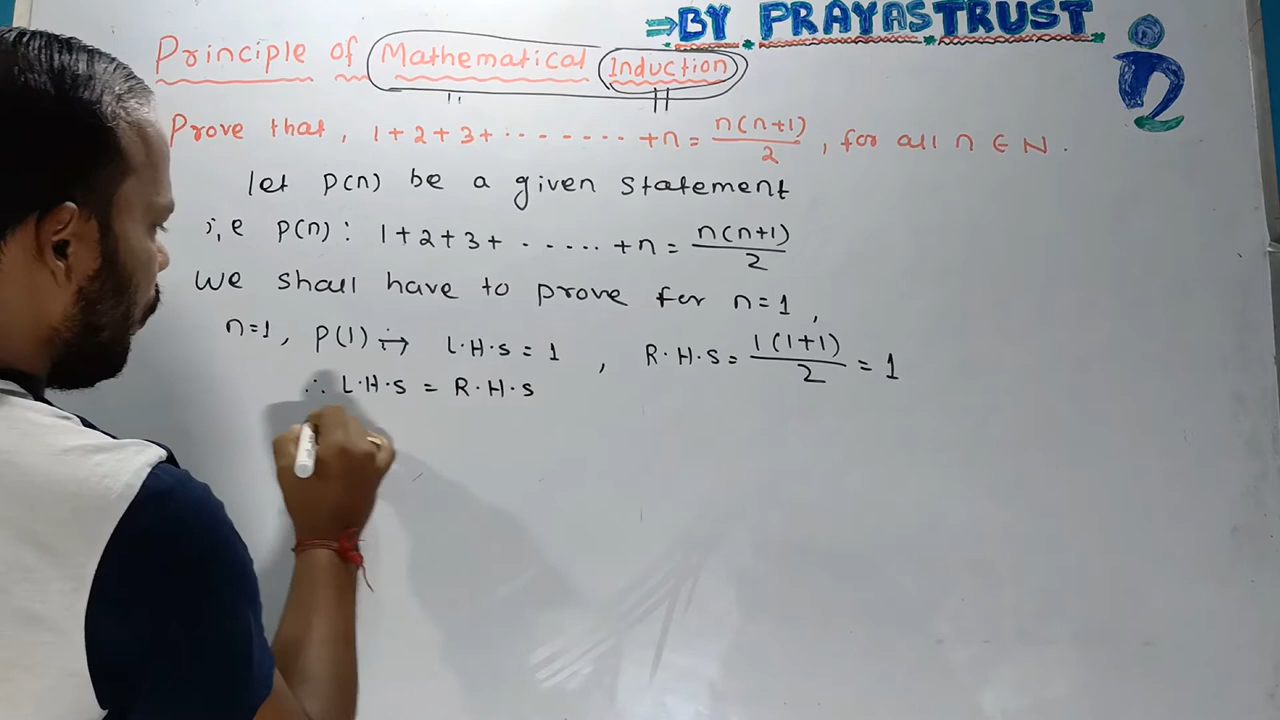 ⇒BY PRAYAS TRUST
Principle of Mathematical Induction
Prove that, 1+2+3+--------+n = n(n+1)/2, for all n ∈ N.
let P(n) be a given statement
i,e P(n): 1+2+3+ ------ +n = n(n+1)/2
We shall have to prove for n=1,
n=1, P(1) ↦ L.H.S = 1 , R.H.S = 1(1+1)/2 = 1
∴ L.H.S = R.H.S